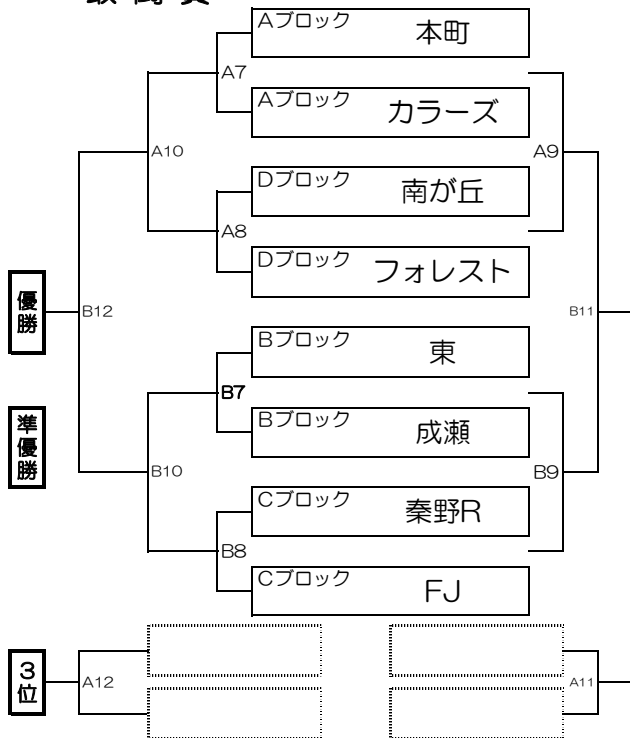 Aブロック 本町
A7
Aブロック カラーズ
A10
A9
Dブロック 南が丘
A8
Dブロック フォレスト
優勝
B12
B11
Bブロック 東
B7
準優勝
Bブロック 成瀬
B10
B9
Cブロック 秦野R
B8
Cブロック FJ
3位
A12
A11